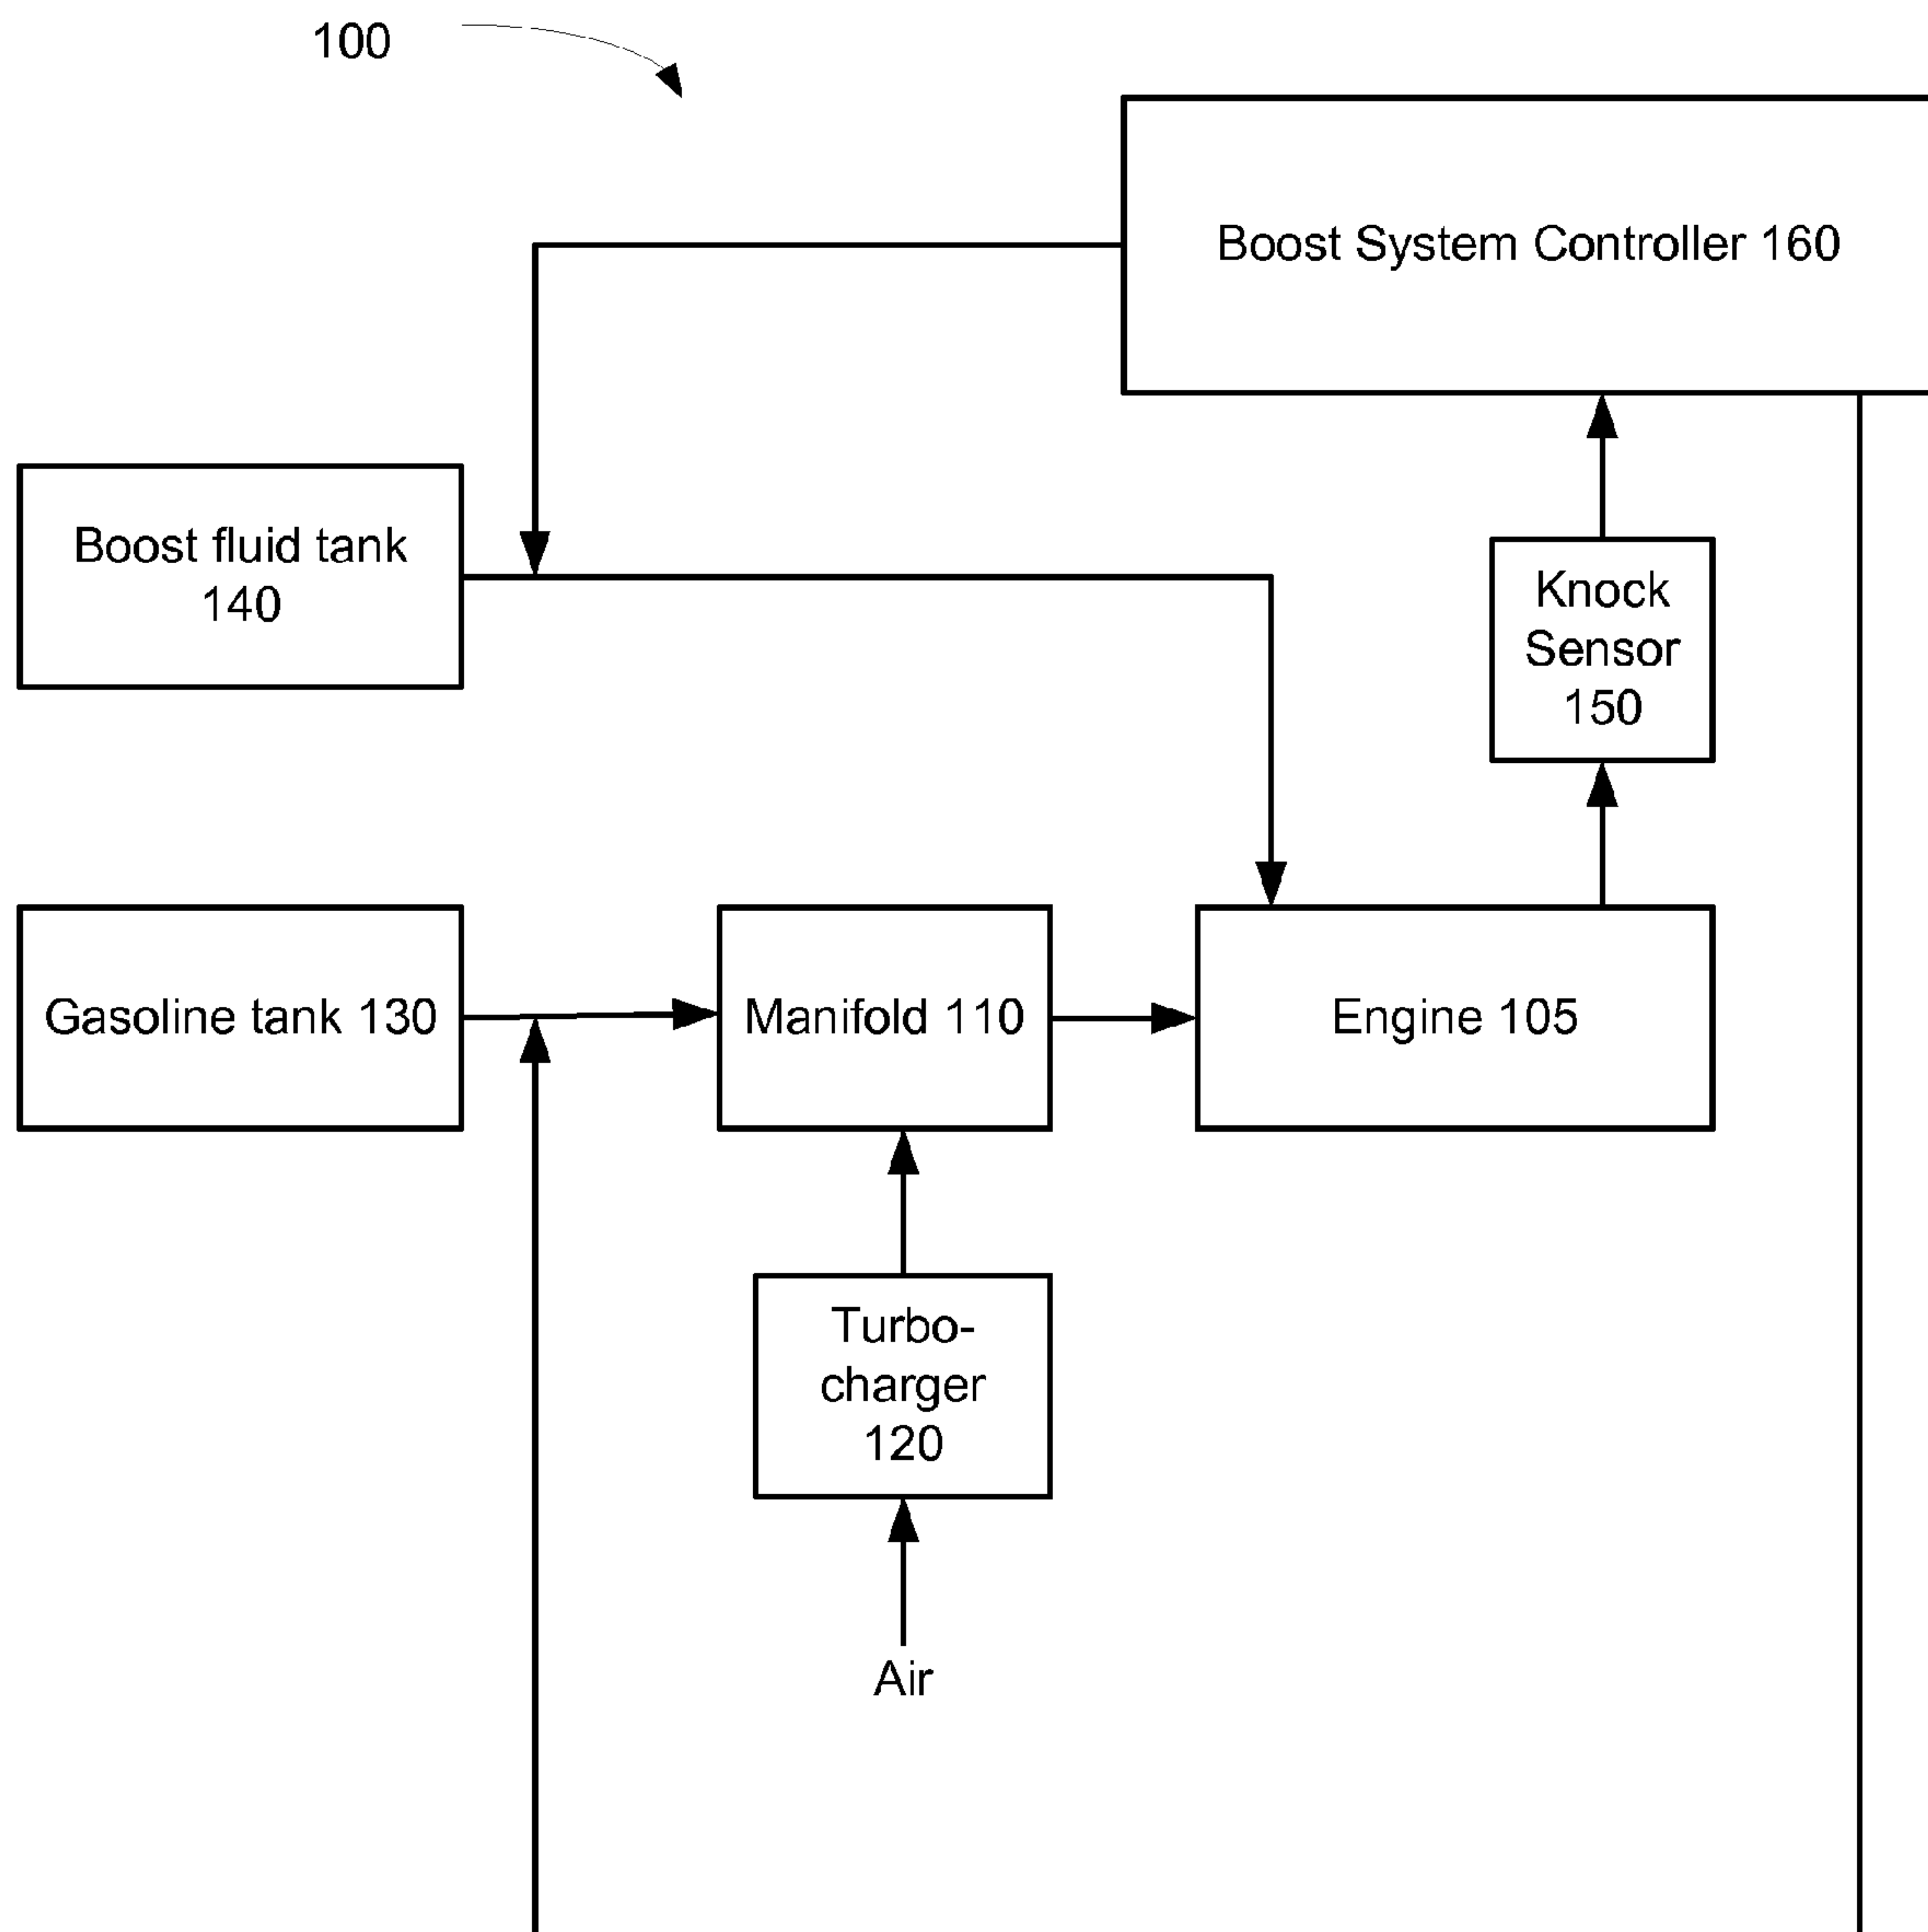 100
Boost System Controller 160
Boost fluid tank
140
Knock
Sensor
150
Gasoline tank 130
Manifold 110
Engine 105
Turbo-
charger
120
Air